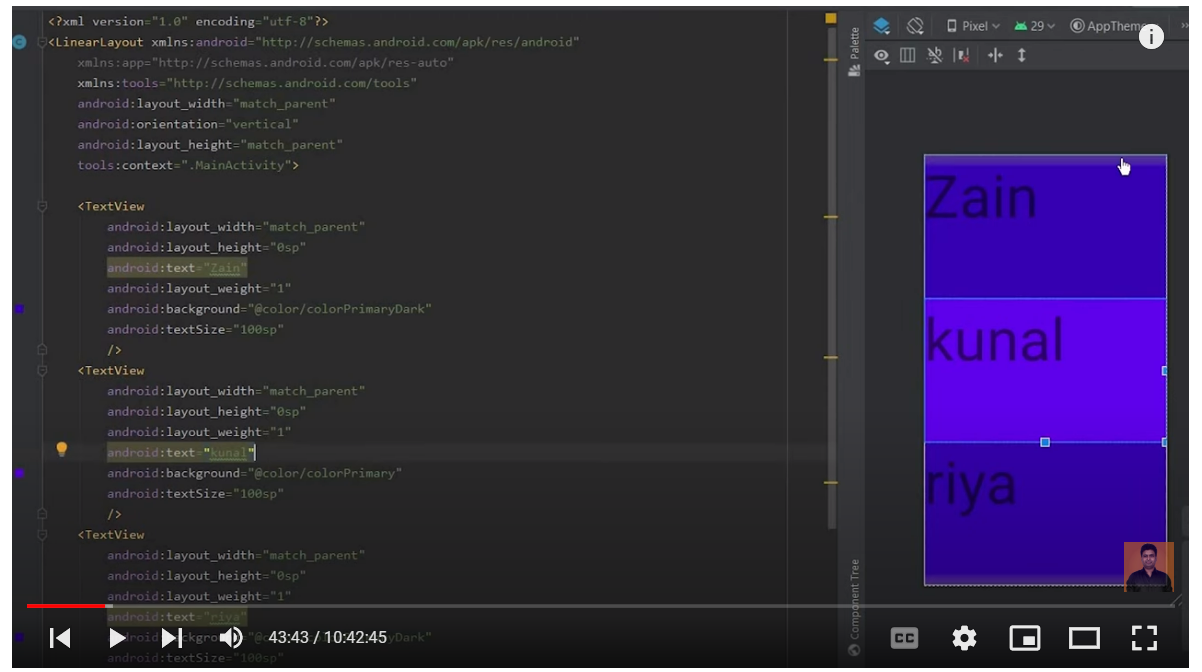 <?xml version="1.0" encoding="utf-8"?>
<LinearLayout xmlns:android="http://schemas.android.com/apk/res/android"
xmlns:app="http://schemas.android.com/apk/res-auto"
xmlns:tools="http://schemas.android.com/tools"
android:layout_width="match_parent"
android:orientation="vertical"
android:layout_height="match_parent"
tools:context=".MainActivity">
<TextView
android:layout_width="match_parent"
android:layout_height="0sp"
android:text="Zain"
android:layout_weight="1"
android:background="@color/colorPrimaryDark"
android:textSize="100sp"
/>
<TextView
android:layout_width="match_parent"
android:layout_height="0sp"
android:layout_weight="1"
android:text="kunal"
android:background="@color/colorPrimary"
android:textSize="100sp"
/>
<TextView
android:layout_width="match_parent"
android:layout_height="0sp"
android:layout_weight="1"
android:text="riya"
43:43 / 10:42:45
android:textSize="100sp"
Palette
Component Tree
Pixel
29
AppTheme
Zain
kunal
riya
CC